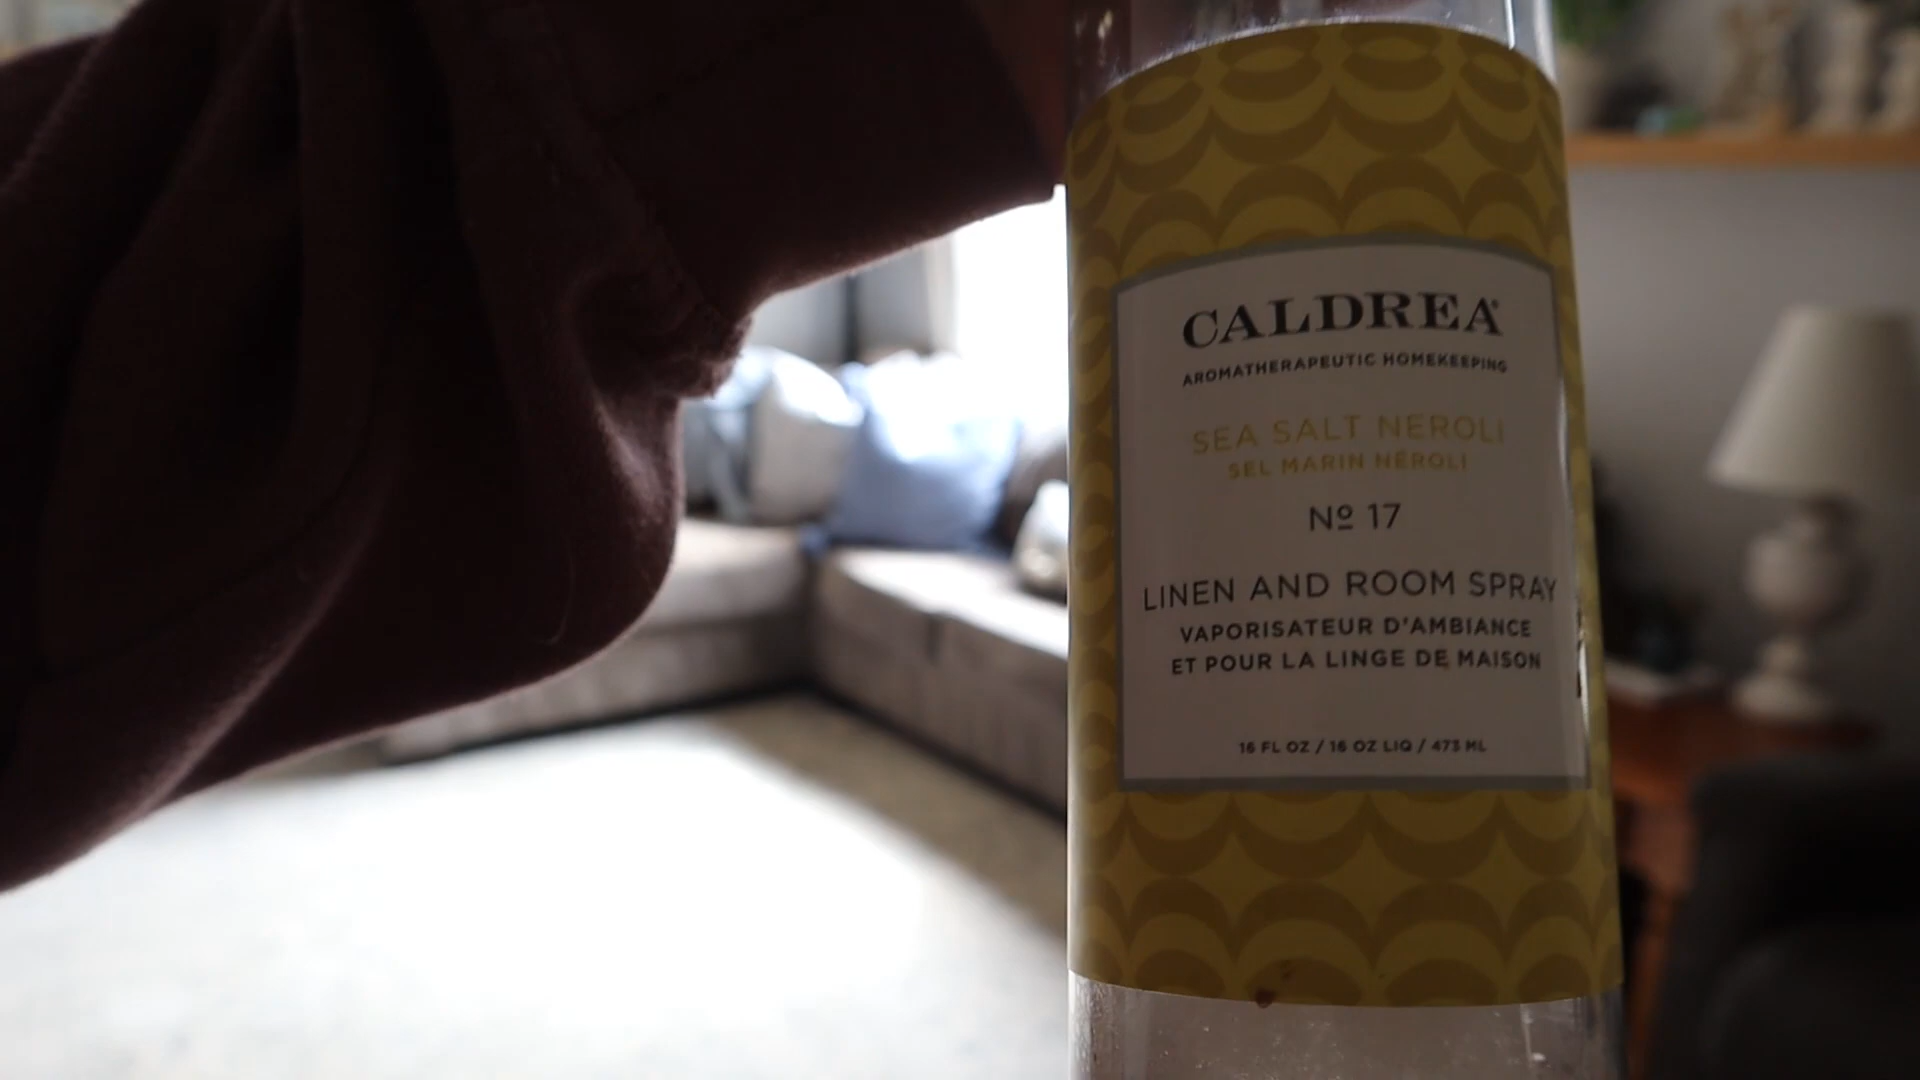 CALDREA®
AROMATHERAPEUTIC HOMEKEEPING
SEA SALT NEROLI
SEL MARIN NÉROLI
Nº 17
LINEN AND ROOM SPRAY
VAPORISATEUR D'AMBIANCE
ET POUR LA LINGE DE MAISON
16 FL OZ / 16 OZ LIQ / 473 ML